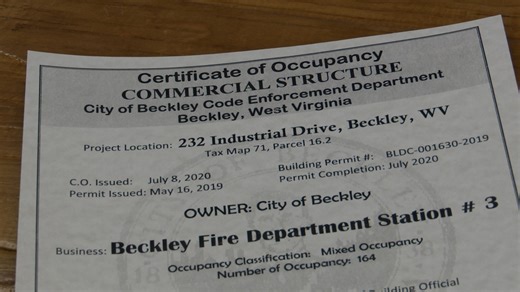 Certificate of Occupancy
COMMERCIAL STRUCTURE
City of Beckley Code Enforcement Department
Beckley, West Virginia
Project Location: 232 Industrial Drive, Beckley, WV
Tax Map 71, Parcel 16.2
C.O. Issued: July 8, 2020 Building Permit #: BLDC-001630-2019
Permit Issued: May 16, 2019 Permit Completion: July 2020
OWNER: City of Beckley
Business: Beckley Fire Department Station # 3
Occupancy Classification: Mixed Occupancy
Number of Occupancy: 164
Building Official